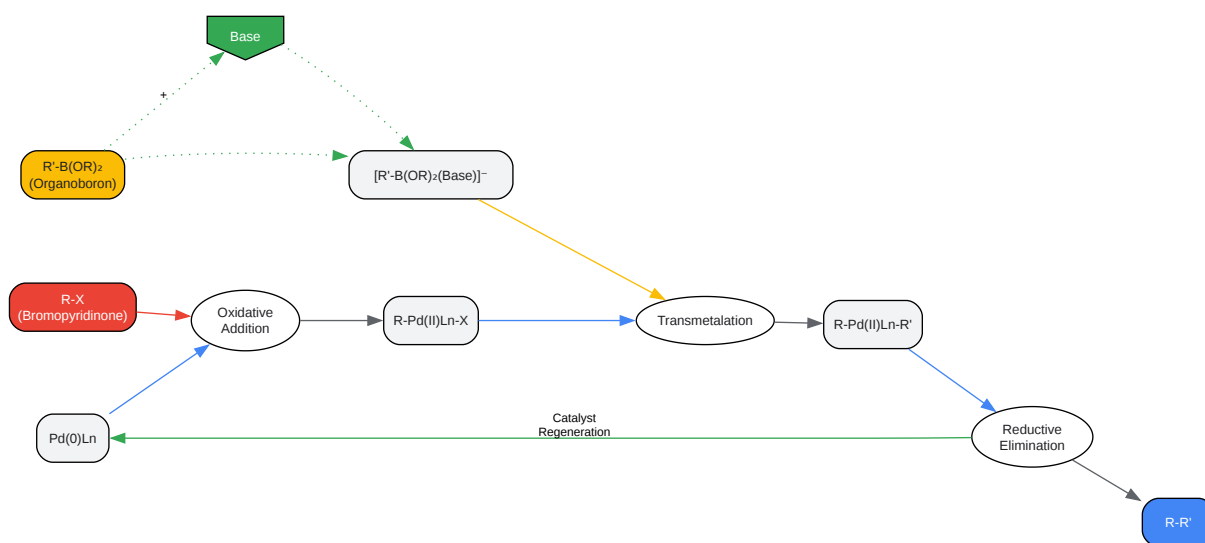 Base
+
R'-B(OR)₂
(Organoboron)
[R'-B(OR)₂(Base)]⁻
R-X
(Bromopyridinone)
Oxidative
Addition
R-Pd(II)Ln-X
Transmetalation
R-Pd(II)Ln-R'
Pd(0)Ln
Catalyst
Regeneration
Reductive
Elimination
R-R'